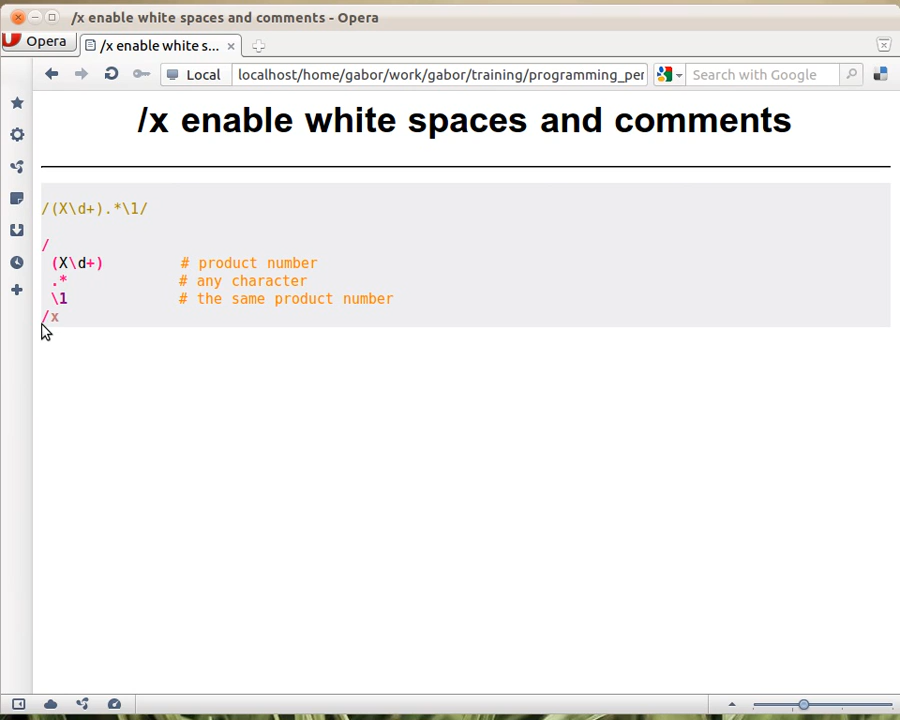 /x enable white spaces and comments - Opera
Opera
/x enable white s...
Local
localhost/home/gabor/work/gabor/training/programming_per
Search with Google
/x enable white spaces and comments
/(X\d+).*\1/
/
(X\d+) # product number
.* # any character
\1 # the same product number
/x